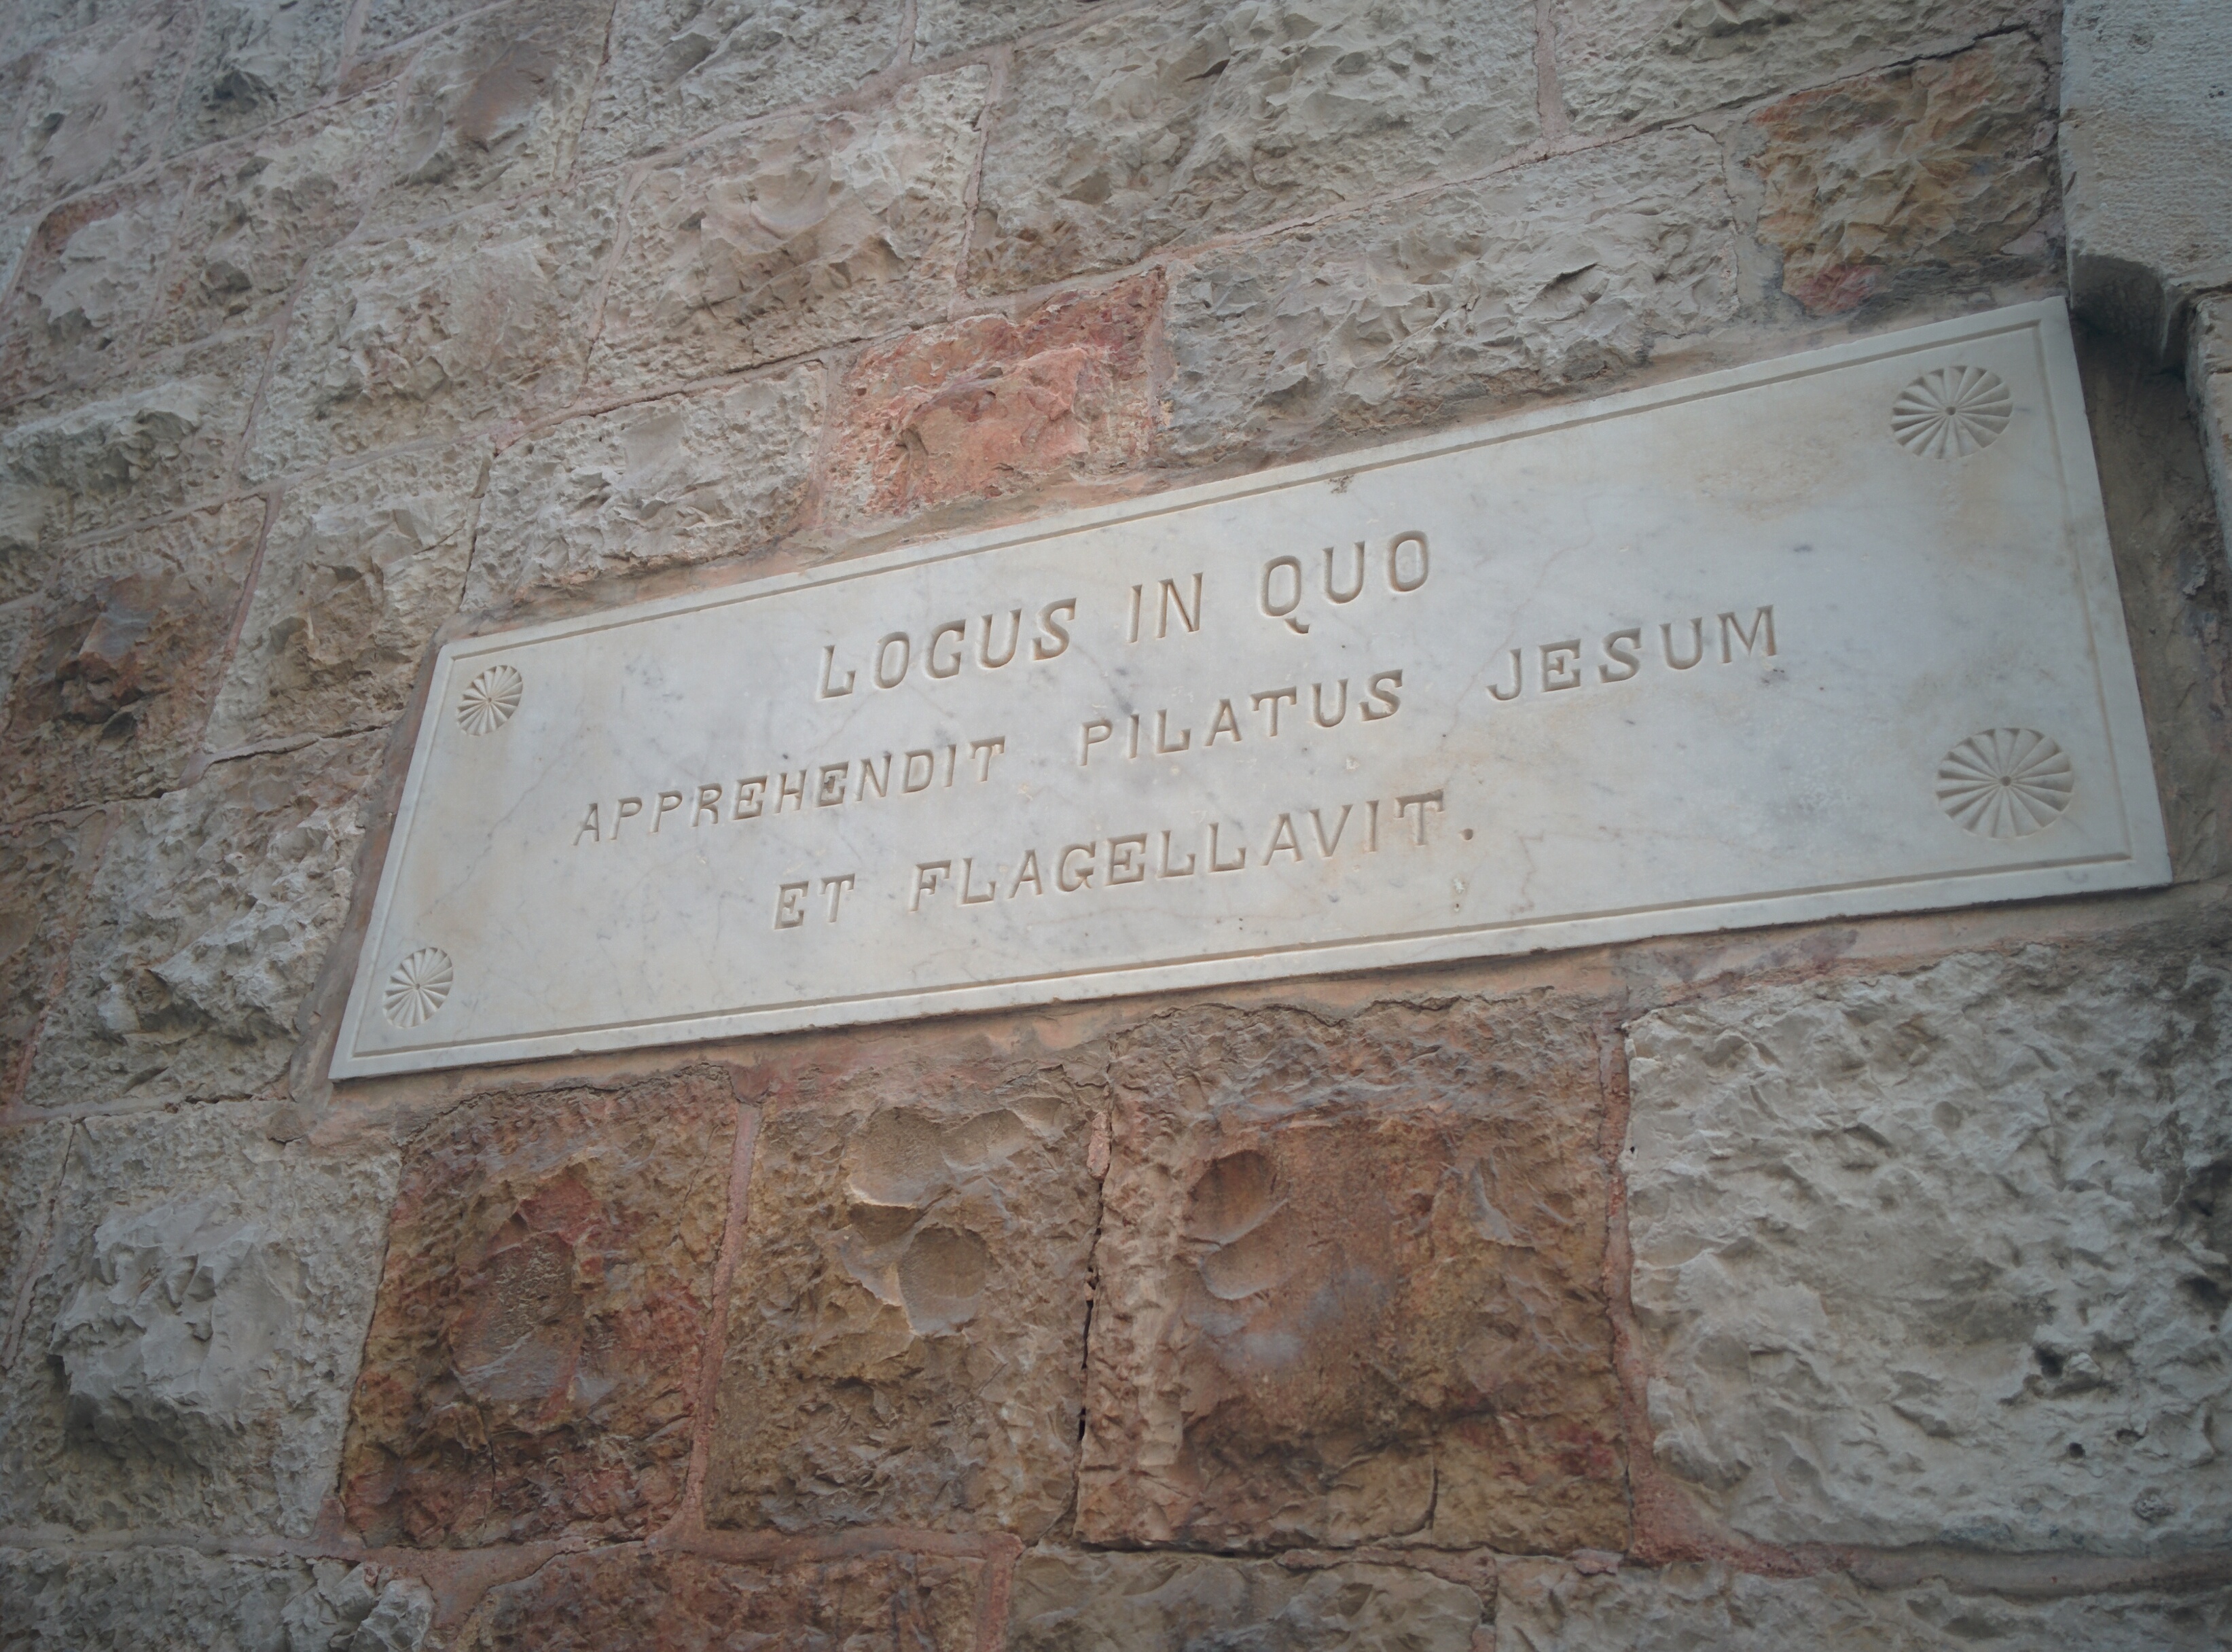 LOCUS IN QUO
APPREHENDIT PILATUS JESUM
ET FLAGELLAVIT.